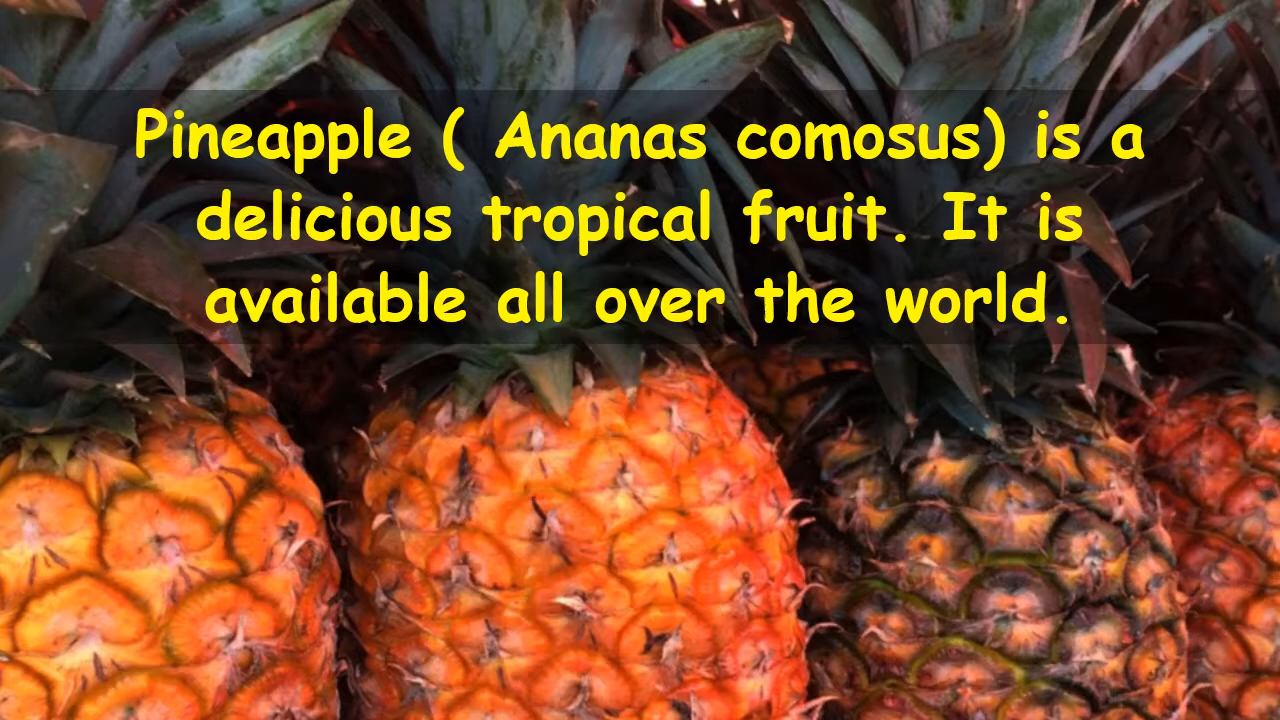 Pineapple ( Ananas comosus) is a
delicious tropical fruit. It is
available all over the world.